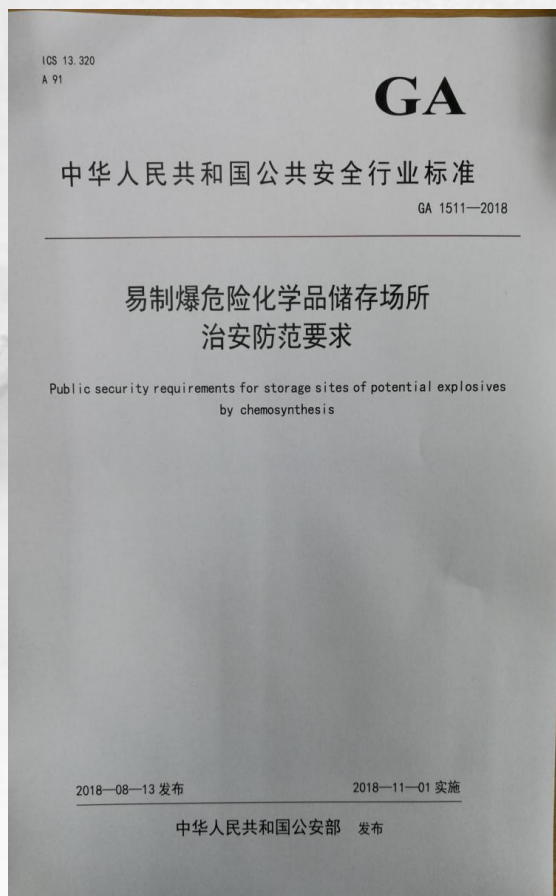 ICS 13.320
A 91
GA
中华人民共和国公共安全行业标准
GA 1511—2018
易制爆危险化学品储存场所
治安防范要求
Public security requirements for storage sites of potential explosives
by chemosynthesis
2018—08—13 发布
2018—11—01 实施
中华人民共和国公安部 发布